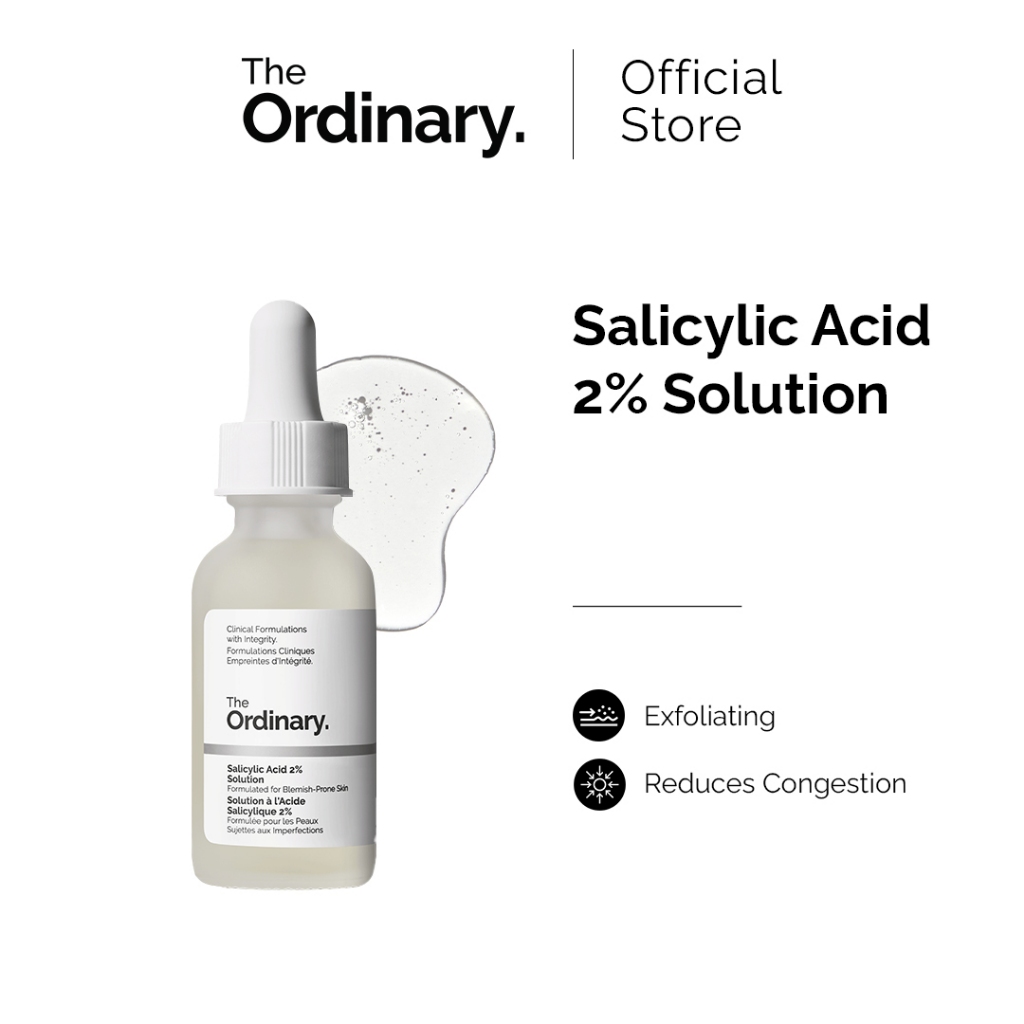 The
Ordinary.
Official
Store
Salicylic Acid
2% Solution
Clinical Formulations
with Integrity.
Formulations Cliniques
Empreintes d'Intégrité.
The
Ordinary.
Salicylic Acid 2%
Solution
Formulated for Blemish-Prone Skin
Solution à l'Acide
Salicylique 2%
Formulée pour les Peaux
Sujettes aux Imperfections
Exfoliating
Reduces Congestion